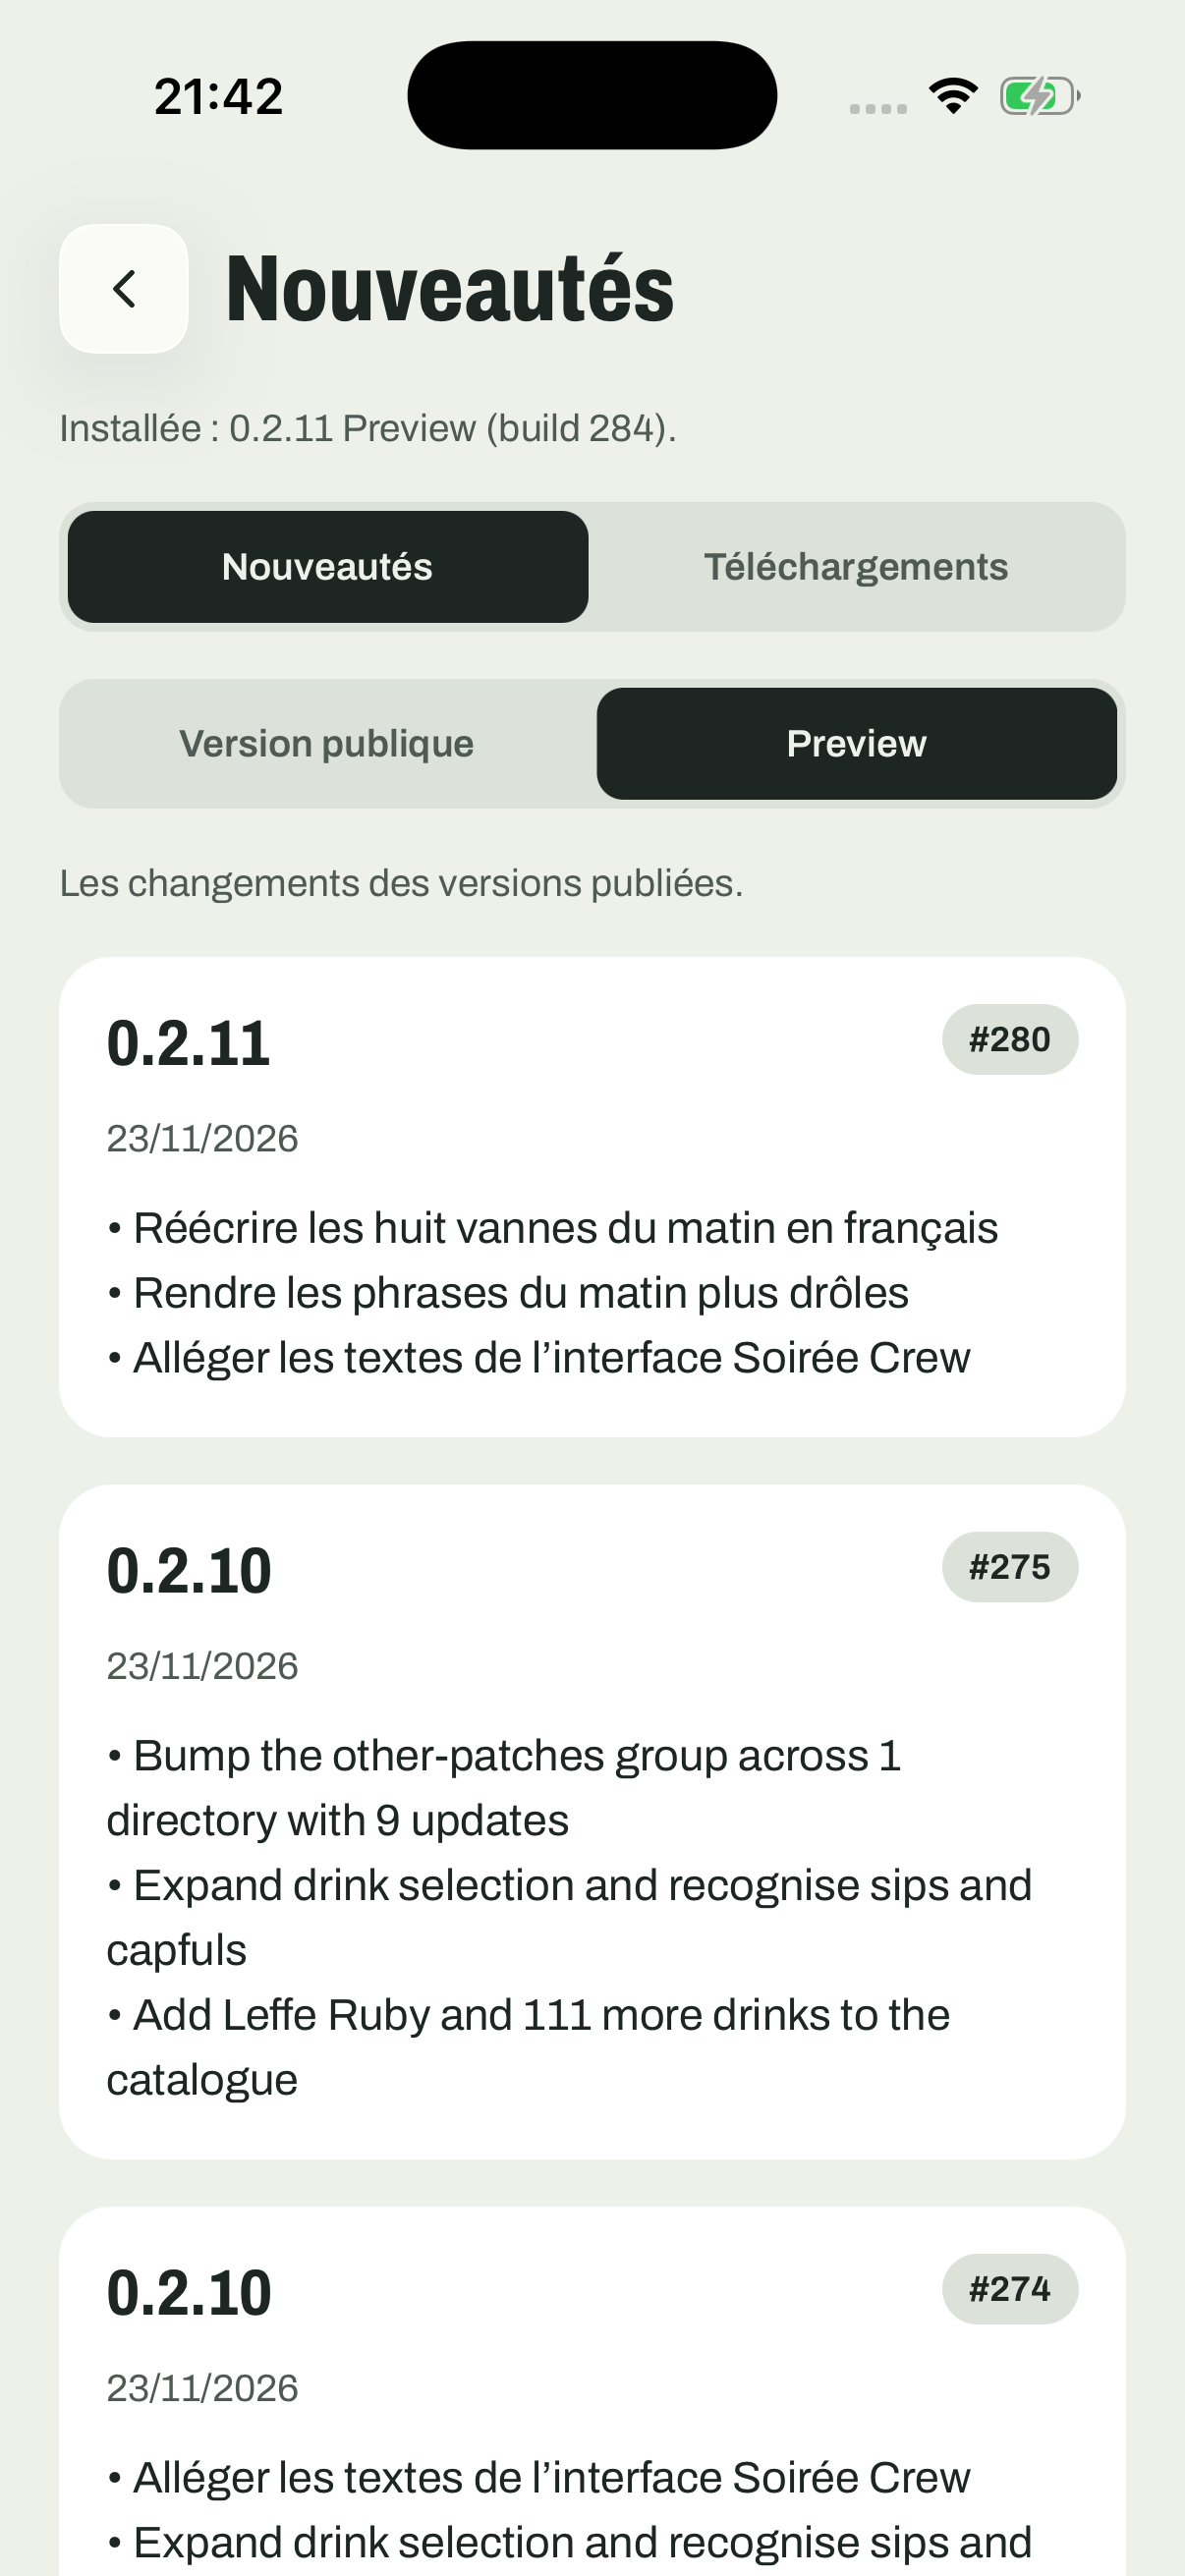 21:42
Nouveautés
Installée : 0.2.11 Preview (build 284).
Nouveautés
Téléchargements
Version publique
Preview
Les changements des versions publiées.
0.2.11
#280
23/11/2026
• Réécrire les huit vannes du matin en français
• Rendre les phrases du matin plus drôles
• Alléger les textes de l’interface Soirée Crew
0.2.10
#275
23/11/2026
• Bump the other-patches group across 1
directory with 9 updates
• Expand drink selection and recognise sips and
capfuls
• Add Leffe Ruby and 111 more drinks to the
catalogue
0.2.10
#274
23/11/2026
• Alléger les textes de l’interface Soirée Crew
• Expand drink selection and recognise sips and